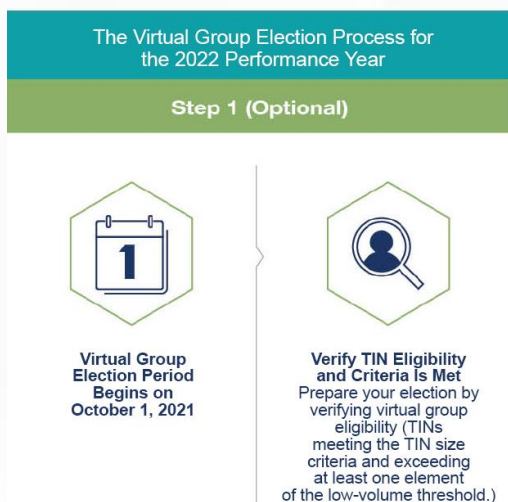 The Virtual Group Election Process for
the 2022 Performance Year
Step 1 (Optional)
1
Virtual Group
Election Period
Begins on
October 1, 2021
Verify TIN Eligibility
and Criteria Is Met
Prepare your election by
verifying virtual group
eligibility (TINs
meeting the TIN size
criteria and exceeding
at least one element
of the low-volume threshold.)